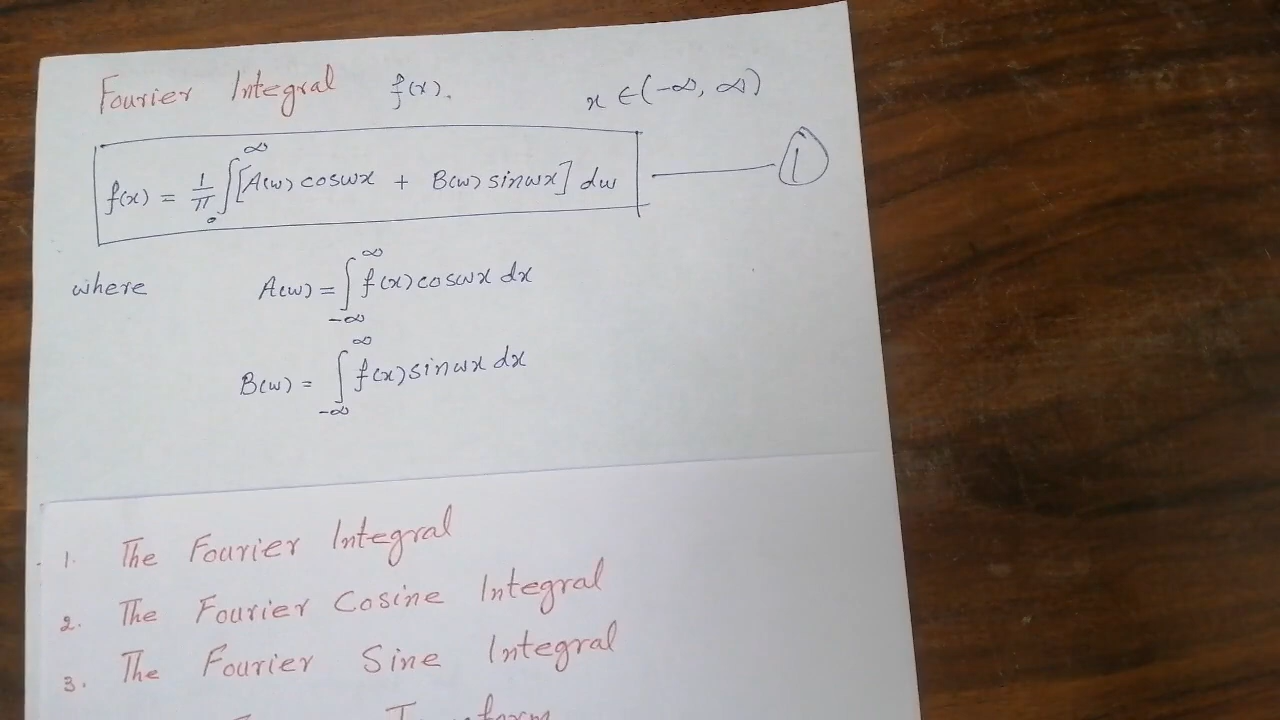 Fourier Integral f(x). x ∈ (-∞, ∞)
f(x) = 1/π ∫₀^∞ [A(w) cos wx + B(w) sin wx] dw ——— ①
where A(w) = ∫_{-∞}^{∞} f(x) cos wx dx
B(w) = ∫_{-∞}^{∞} f(x) sin wx dx
1. The Fourier Integral
2. The Fourier Cosine Integral
3. The Fourier Sine Integral